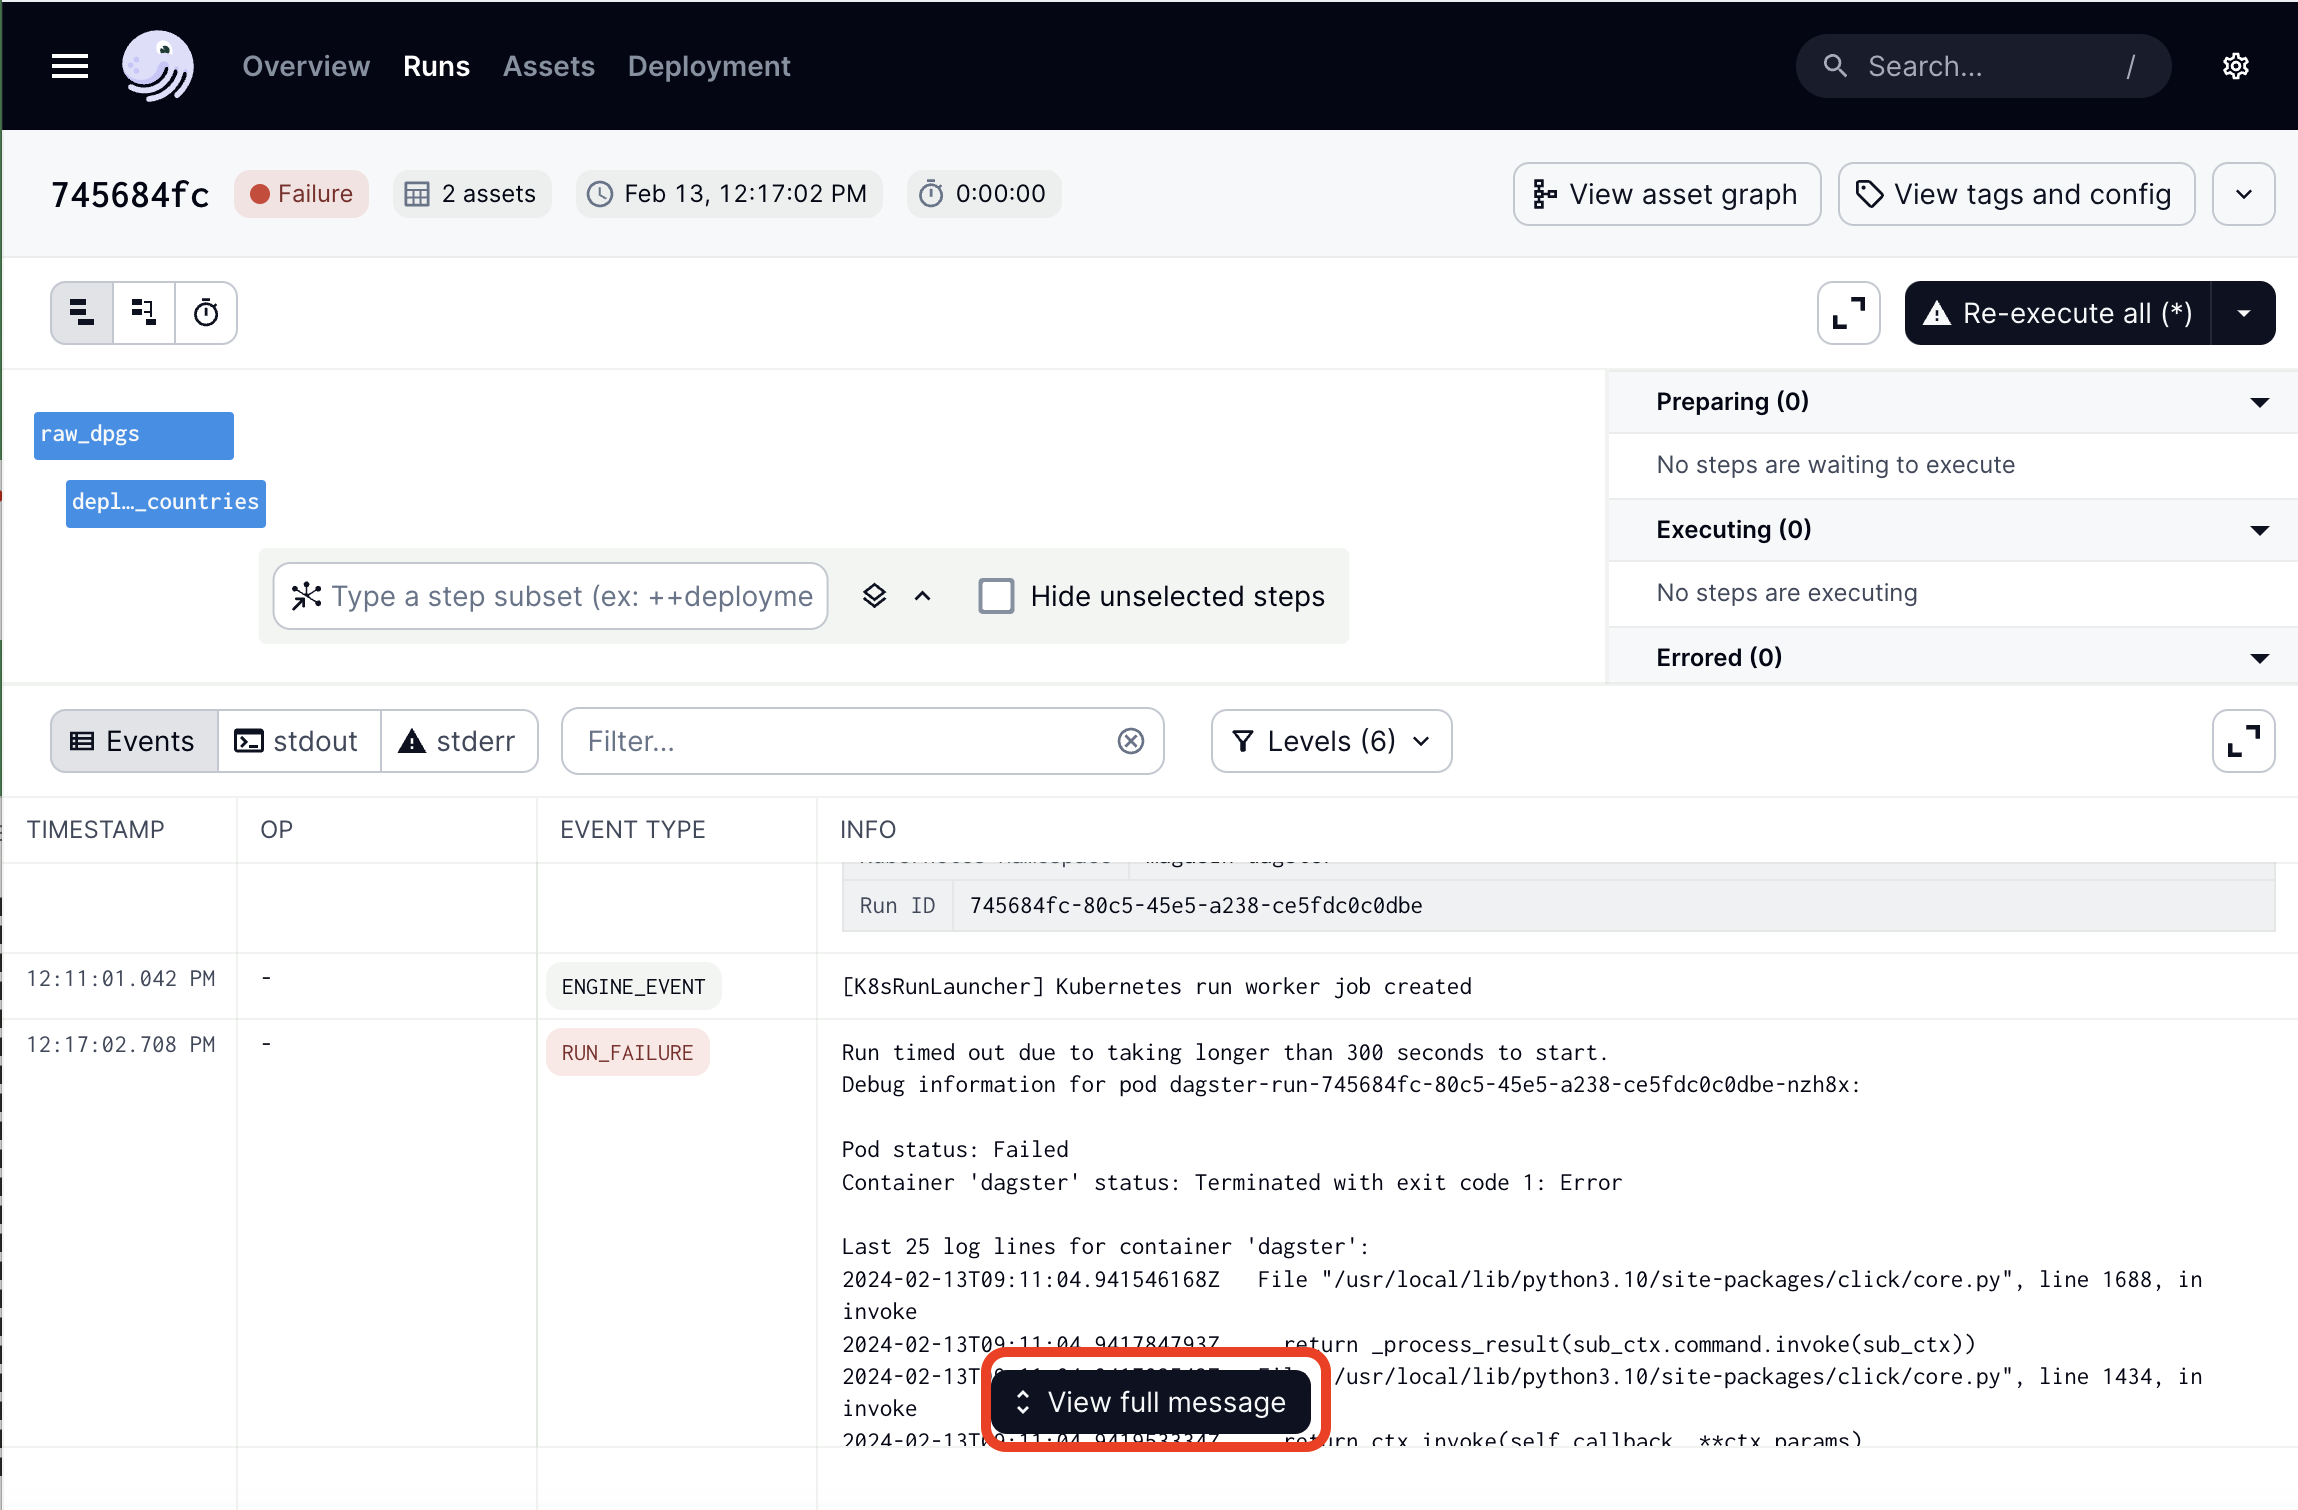 Overview Runs Assets Deployment Search... /
745684fc Failure 2 assets Feb 13, 12:17:02 PM 0:00:00 View asset graph View tags and config
Re-execute all (*)
raw_dpgs
depl…_countries
Type a step subset (ex: ++deployme
Hide unselected steps
Preparing (0)
No steps are waiting to execute
Executing (0)
No steps are executing
Errored (0)
Events stdout stderr Filter... Levels (6)
TIMESTAMP OP EVENT TYPE INFO
Run ID 745684fc-80c5-45e5-a238-ce5fdc0c0dbe
12:11:01.042 PM - ENGINE_EVENT [K8sRunLauncher] Kubernetes run worker job created
12:17:02.708 PM - RUN_FAILURE Run timed out due to taking longer than 300 seconds to start.
Debug information for pod dagster-run-745684fc-80c5-45e5-a238-ce5fdc0c0dbe-nzh8x:
Pod status: Failed
Container 'dagster' status: Terminated with exit code 1: Error
Last 25 log lines for container 'dagster':
2024-02-13T09:11:04.941546168Z File "/usr/local/lib/python3.10/site-packages/click/core.py", line 1688, in
invoke
2024-02-13T09:11:04.941784793Z return _process_result(sub_ctx.command.invoke(sub_ctx))
/usr/local/lib/python3.10/site-packages/click/core.py", line 1434, in
View full message
invoke
return ctx.invoke(self.callback, **ctx.params)